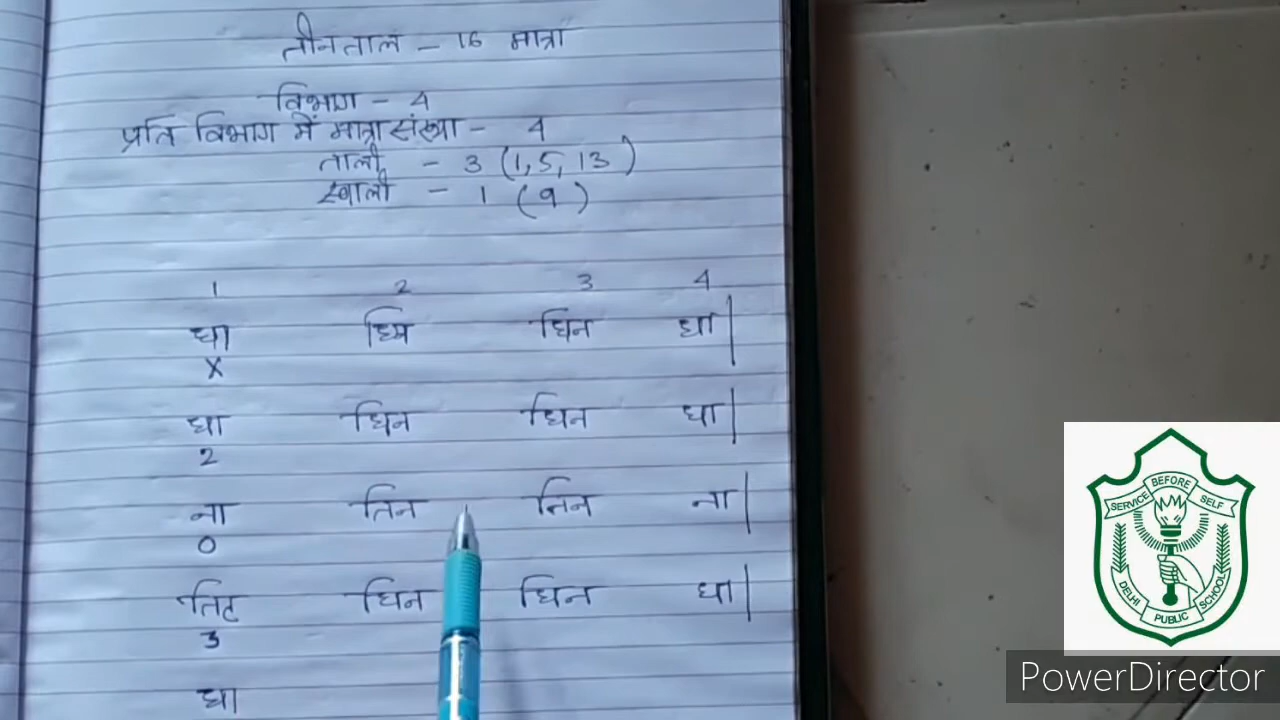 तीनताल - 16 मात्रा
विभाग - 4
प्रति विभाग में मात्रा संख्या - 4
ताली - 3 (1, 5, 13)
खाली - 1 (9)
1 2 3 4
धा धिन धिन धा|
X
धा धिन धिन धा|
2
ना तिन तिन ना|
0
तिट धिन धिन धा|
3
धा
SERVICE BEFORE SELF
DELHI PUBLIC SCHOOL
PowerDirector